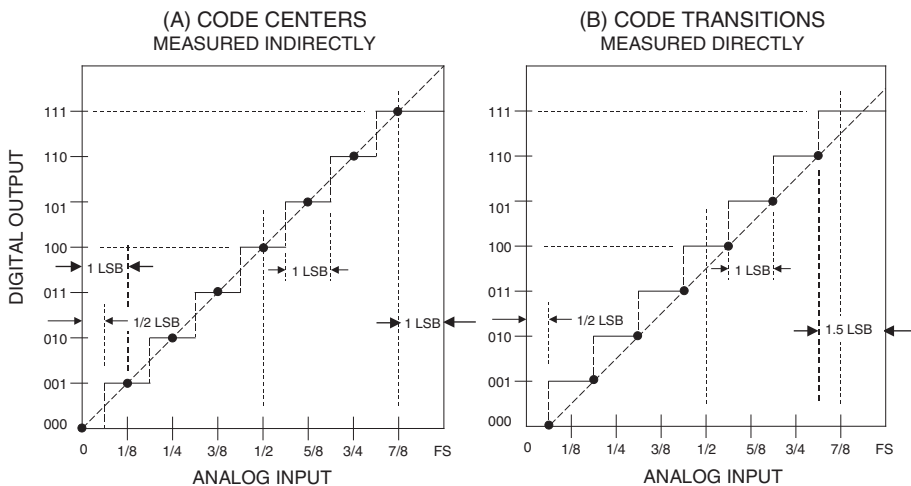 (A) CODE CENTERS
MEASURED INDIRECTLY
DIGITAL OUTPUT
111
110
101
100
011
010
001
000
1 LSB
1 LSB
1/2 LSB
1 LSB
0 1/8 1/4 3/8 1/2 5/8 3/4 7/8 FS
ANALOG INPUT
(B) CODE TRANSITIONS
MEASURED DIRECTLY
111
110
101
100
011
010
001
000
1 LSB
1/2 LSB
1.5 LSB
0 1/8 1/4 3/8 1/2 5/8 3/4 7/8 FS
ANALOG INPUT